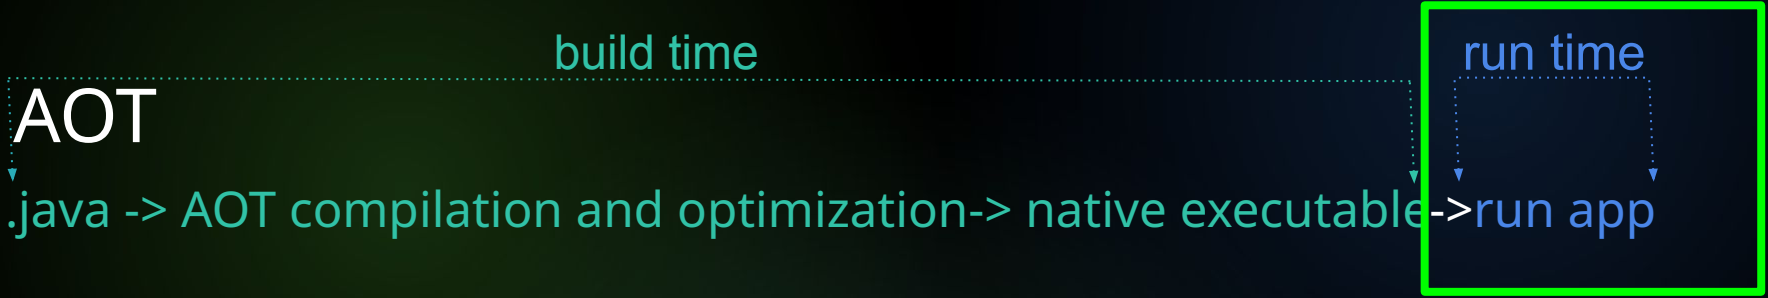 build time
run time
AOT
.java -> AOT compilation and optimization-> native executable->run app